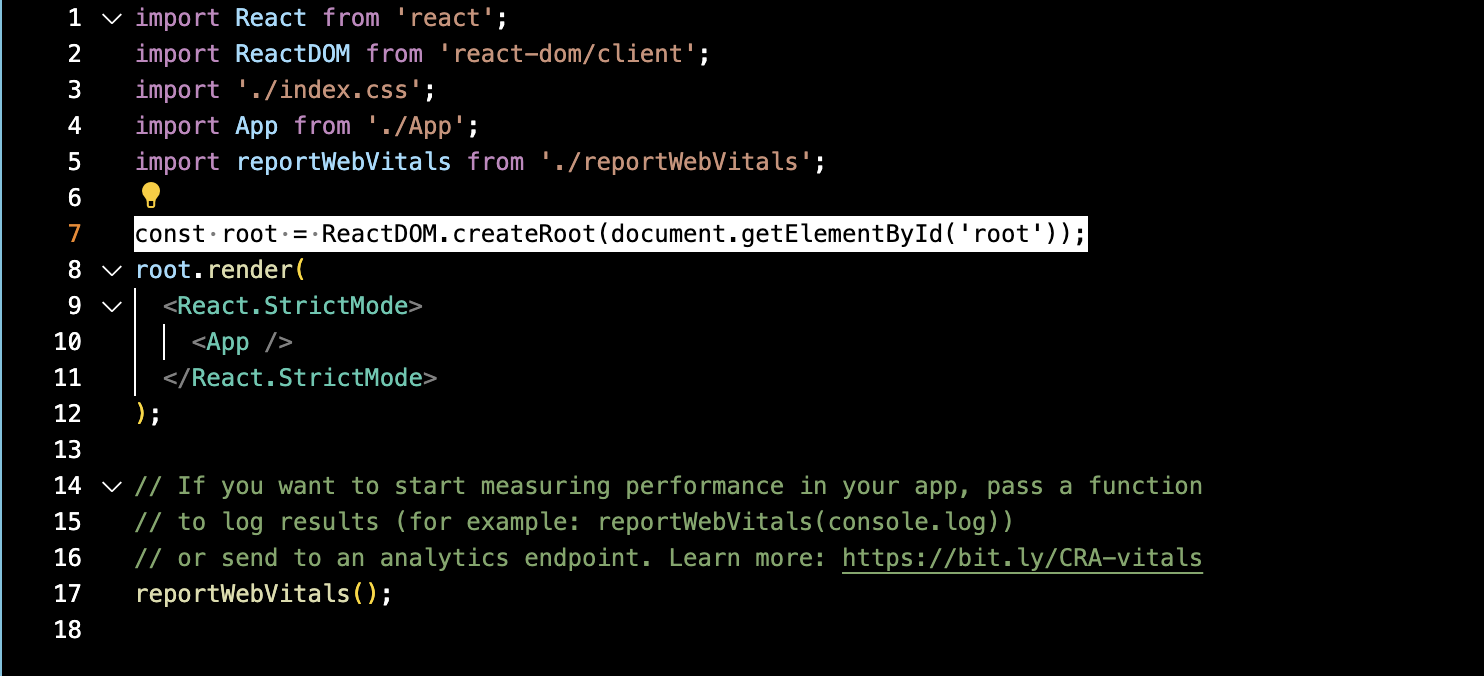 1 import React from 'react';
2 import ReactDOM from 'react-dom/client';
3 import './index.css';
4 import App from './App';
5 import reportWebVitals from './reportWebVitals';
6
7 const root = ReactDOM.createRoot(document.getElementById('root'));
8 root.render(
9   <React.StrictMode>
10     <App />
11   </React.StrictMode>
12 );
13
14 // If you want to start measuring performance in your app, pass a function
15 // to log results (for example: reportWebVitals(console.log))
16 // or send to an analytics endpoint. Learn more: https://bit.ly/CRA-vitals
17 reportWebVitals();
18